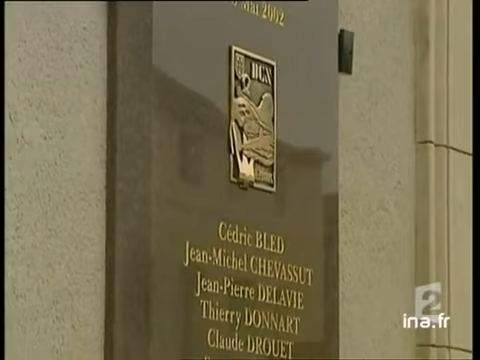 Mai 2002
DCN
Cédric BLED
Jean-Michel CHEVASSUT
Jean-Pierre DELAVIE
Thierry DONNART
Claude DROUET
2
ina.fr